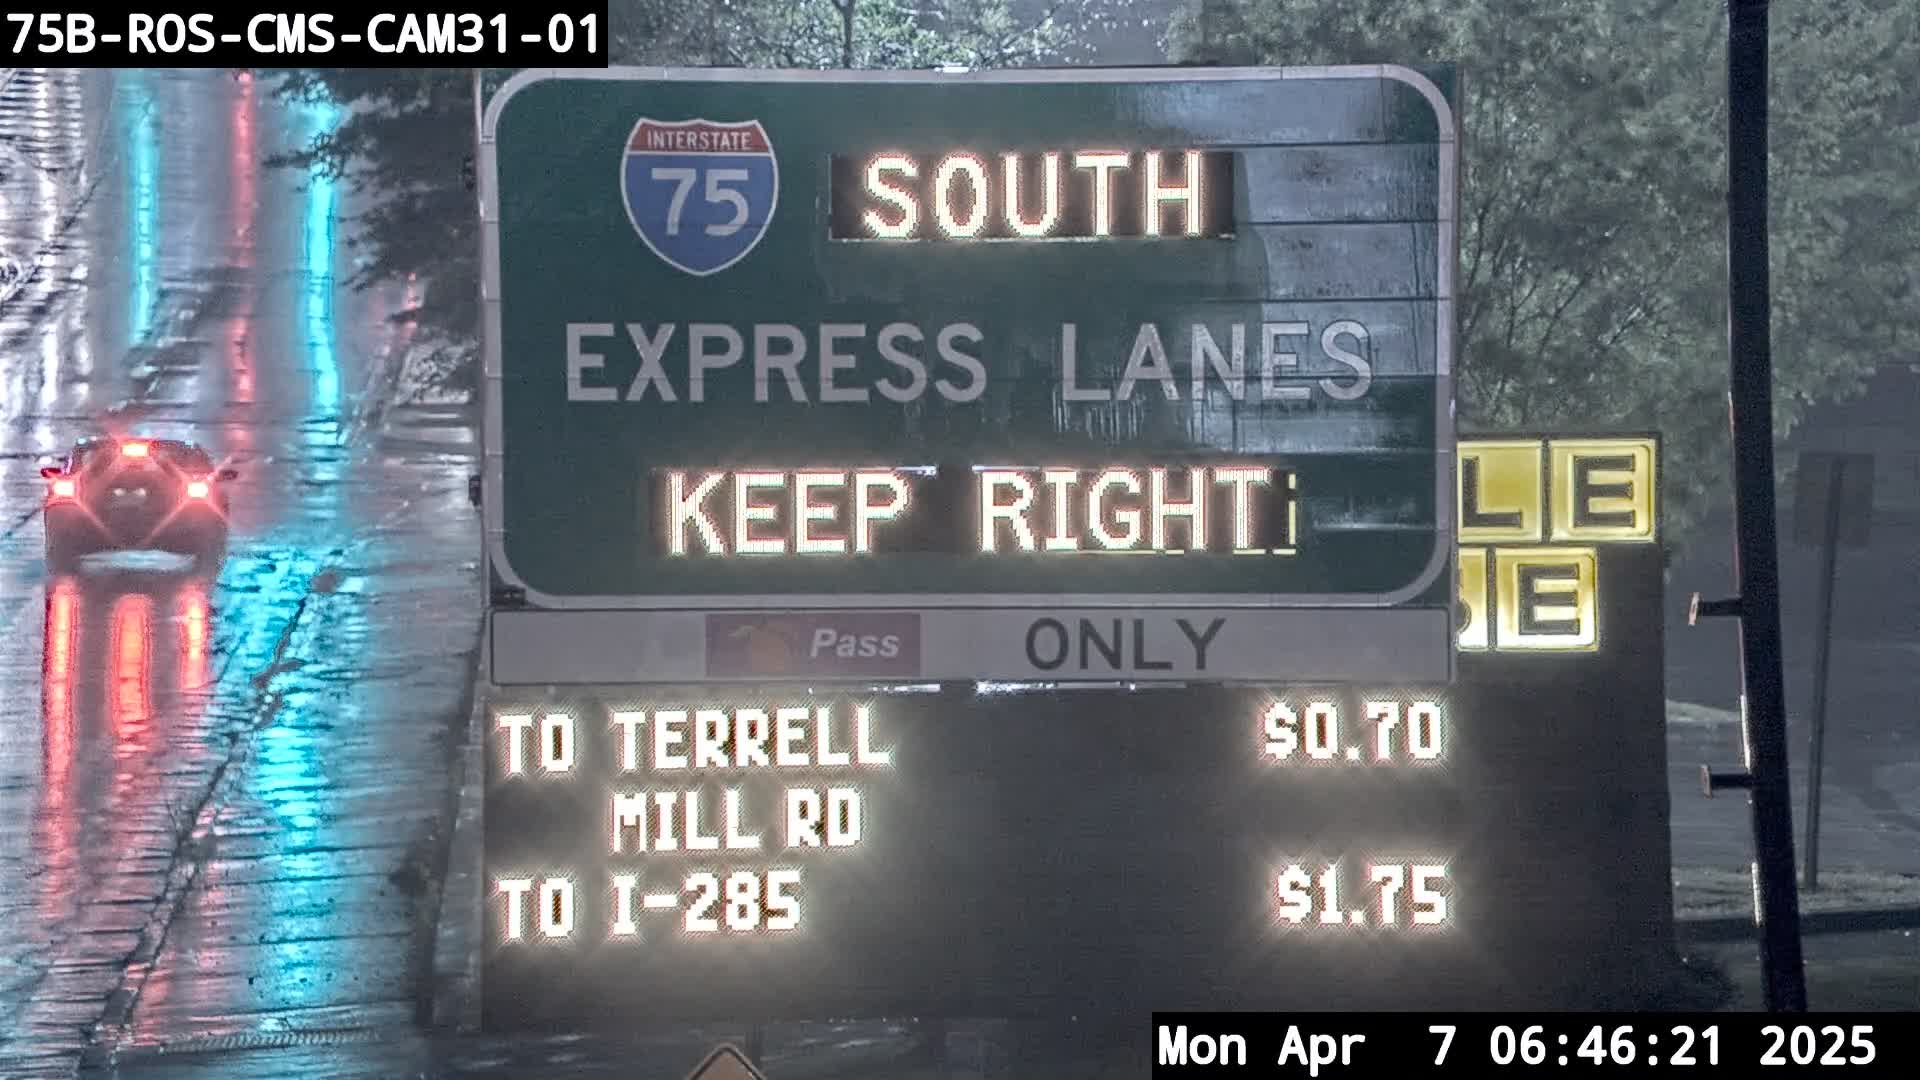 75B-ROS-CMS-CAM31-01
INTERSTATE
75
SOUTH
EXPRESS LANES
KEEP RIGHT
Pass ONLY
LE
E
TO TERRELL $0.70
MILL RD
TO I-285 $1.75
Mon Apr 7 06:46:21 2025